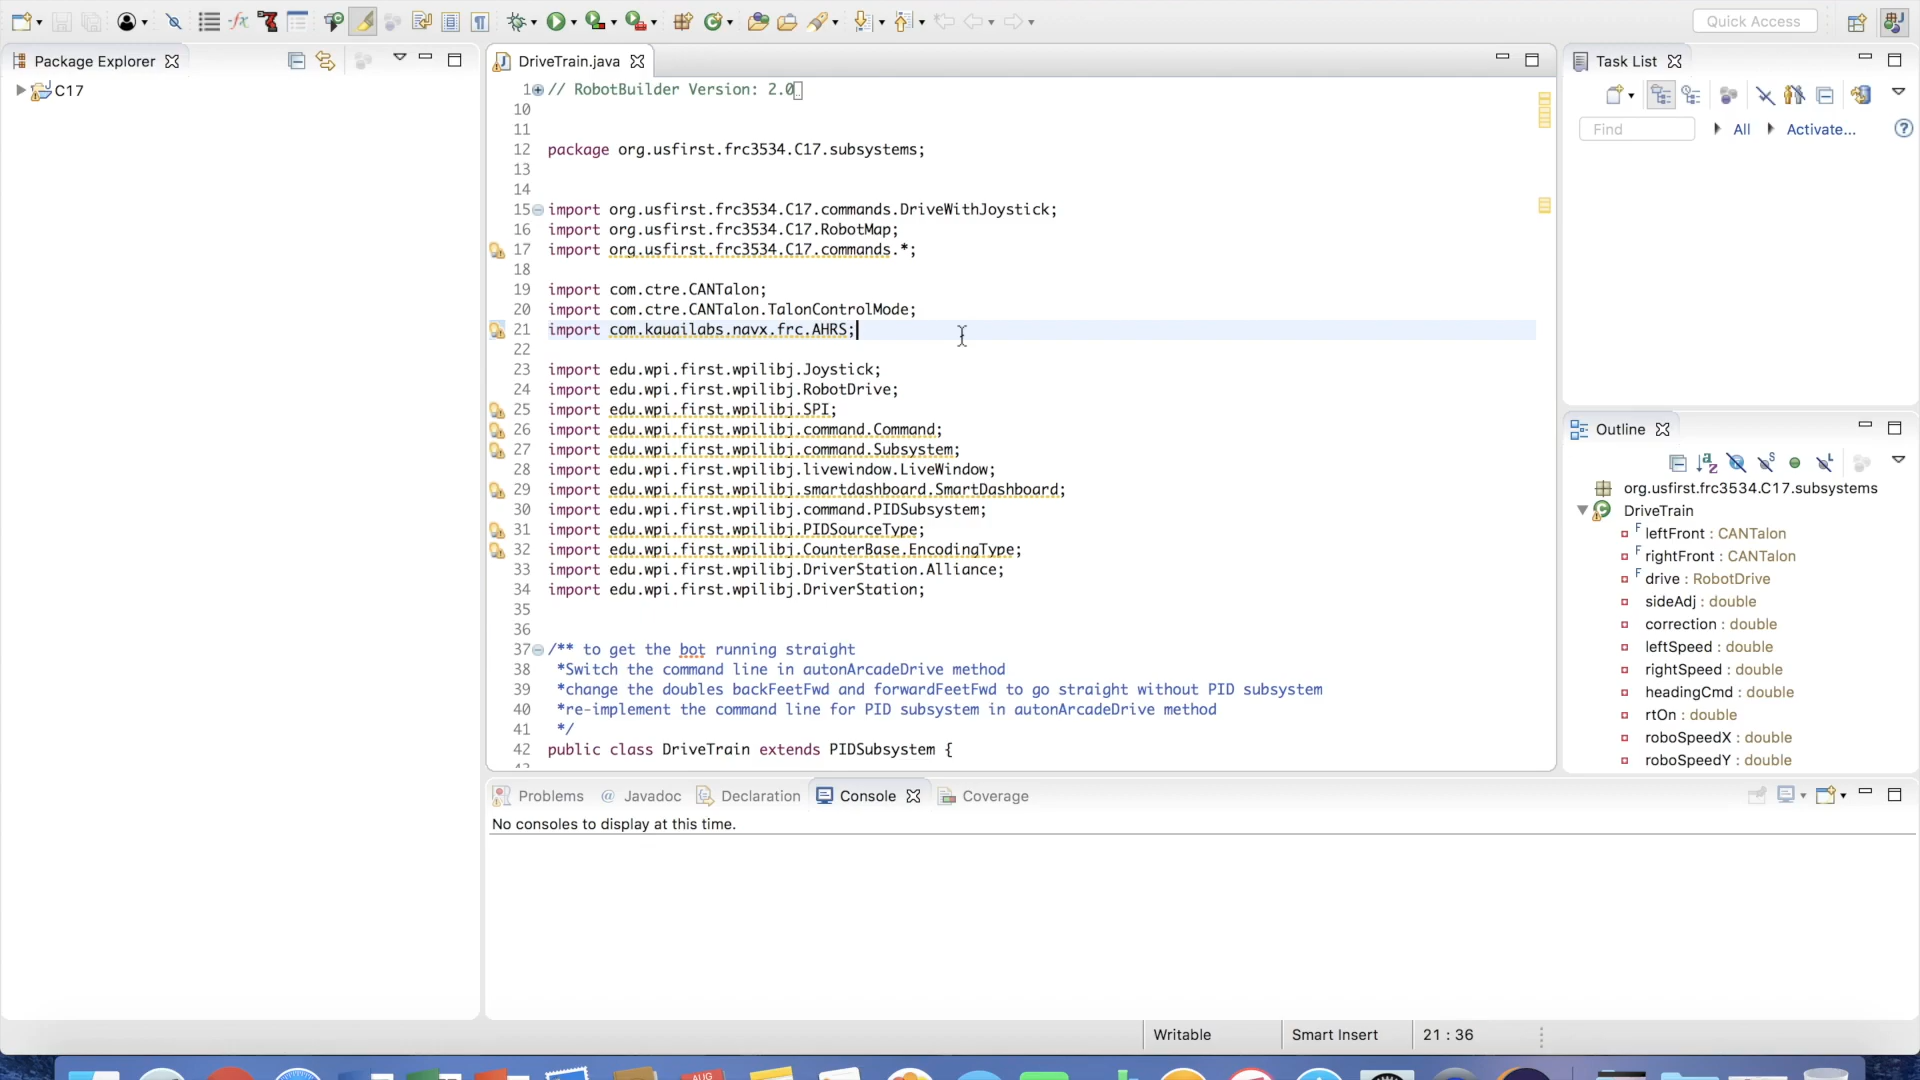 Quick Access
Package Explorer
C17
DriveTrain.java
1 // RobotBuilder Version: 2.0
10
11
12 package org.usfirst.frc3534.C17.subsystems;
13
14
15 import org.usfirst.frc3534.C17.commands.DriveWithJoystick;
16 import org.usfirst.frc3534.C17.RobotMap;
17 import org.usfirst.frc3534.C17.commands.*;
18
19 import com.ctre.CANTalon;
20 import com.ctre.CANTalon.TalonControlMode;
21 import com.kauailabs.navx.frc.AHRS;
22
23 import edu.wpi.first.wpilibj.Joystick;
24 import edu.wpi.first.wpilibj.RobotDrive;
25 import edu.wpi.first.wpilibj.SPI;
26 import edu.wpi.first.wpilibj.command.Command;
27 import edu.wpi.first.wpilibj.command.Subsystem;
28 import edu.wpi.first.wpilibj.livewindow.LiveWindow;
29 import edu.wpi.first.wpilibj.smartdashboard.SmartDashboard;
30 import edu.wpi.first.wpilibj.command.PIDSubsystem;
31 import edu.wpi.first.wpilibj.PIDSourceType;
32 import edu.wpi.first.wpilibj.CounterBase.EncodingType;
33 import edu.wpi.first.wpilibj.DriverStation.Alliance;
34 import edu.wpi.first.wpilibj.DriverStation;
35
36
37 /** to get the bot running straight
38 *Switch the command line in autonArcadeDrive method
39 *change the doubles backFeetFwd and forwardFeetFwd to go straight without PID subsystem
40 *re-implement the command line for PID subsystem in autonArcadeDrive method
41 */
42 public class DriveTrain extends PIDSubsystem {
Task List
Find
All
Activate...
Outline
org.usfirst.frc3534.C17.subsystems
DriveTrain
leftFront : CANTalon
rightFront : CANTalon
drive : RobotDrive
sideAdj : double
correction : double
leftSpeed : double
rightSpeed : double
headingCmd : double
rtOn : double
roboSpeedX : double
roboSpeedY : double
Problems @ Javadoc Declaration Console Coverage
No consoles to display at this time.
Writable Smart Insert 21 : 36
AUG